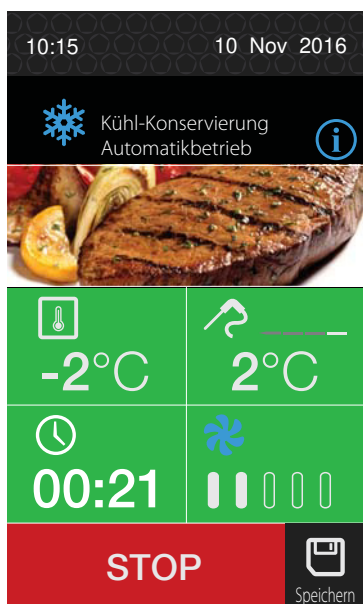 10:15 10 Nov 2016
Kühl-Konservierung
Automatikbetrieb
i
-2°C 2°C
00:21
STOP
Speichern